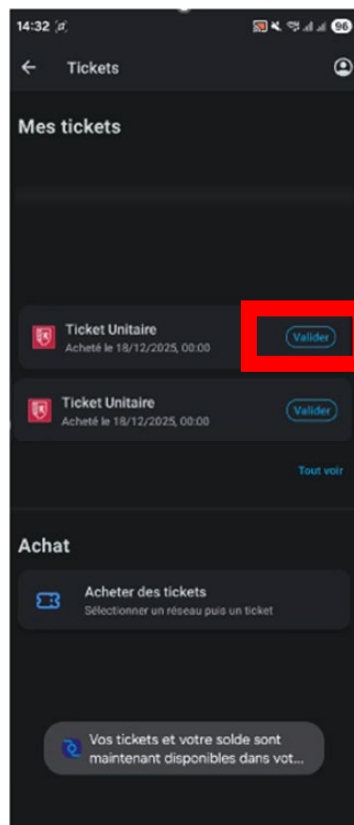 14:32
96
Tickets
Mes tickets
Ticket Unitaire
Acheté le 18/12/2025, 00:00
Valider
Ticket Unitaire
Acheté le 18/12/2025, 00:00
Valider
Tout voir
Achat
Acheter des tickets
Sélectionner un réseau puis un ticket
Vos tickets et votre solde sont
maintenant disponibles dans vot...